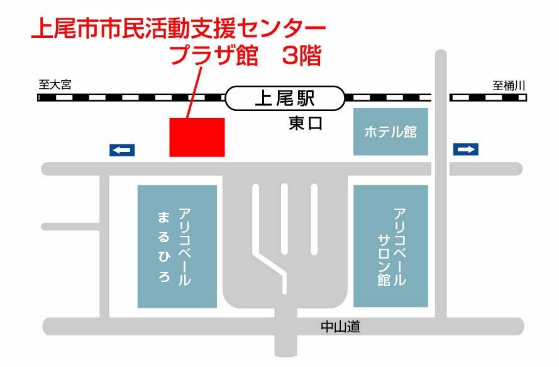 上尾市市民活動支援センター
プラザ館 3階
至大宮
至桶川
上尾駅
東口
ホテル館
アリコベール
まるひろ
アリコベール
サロン館
中山道